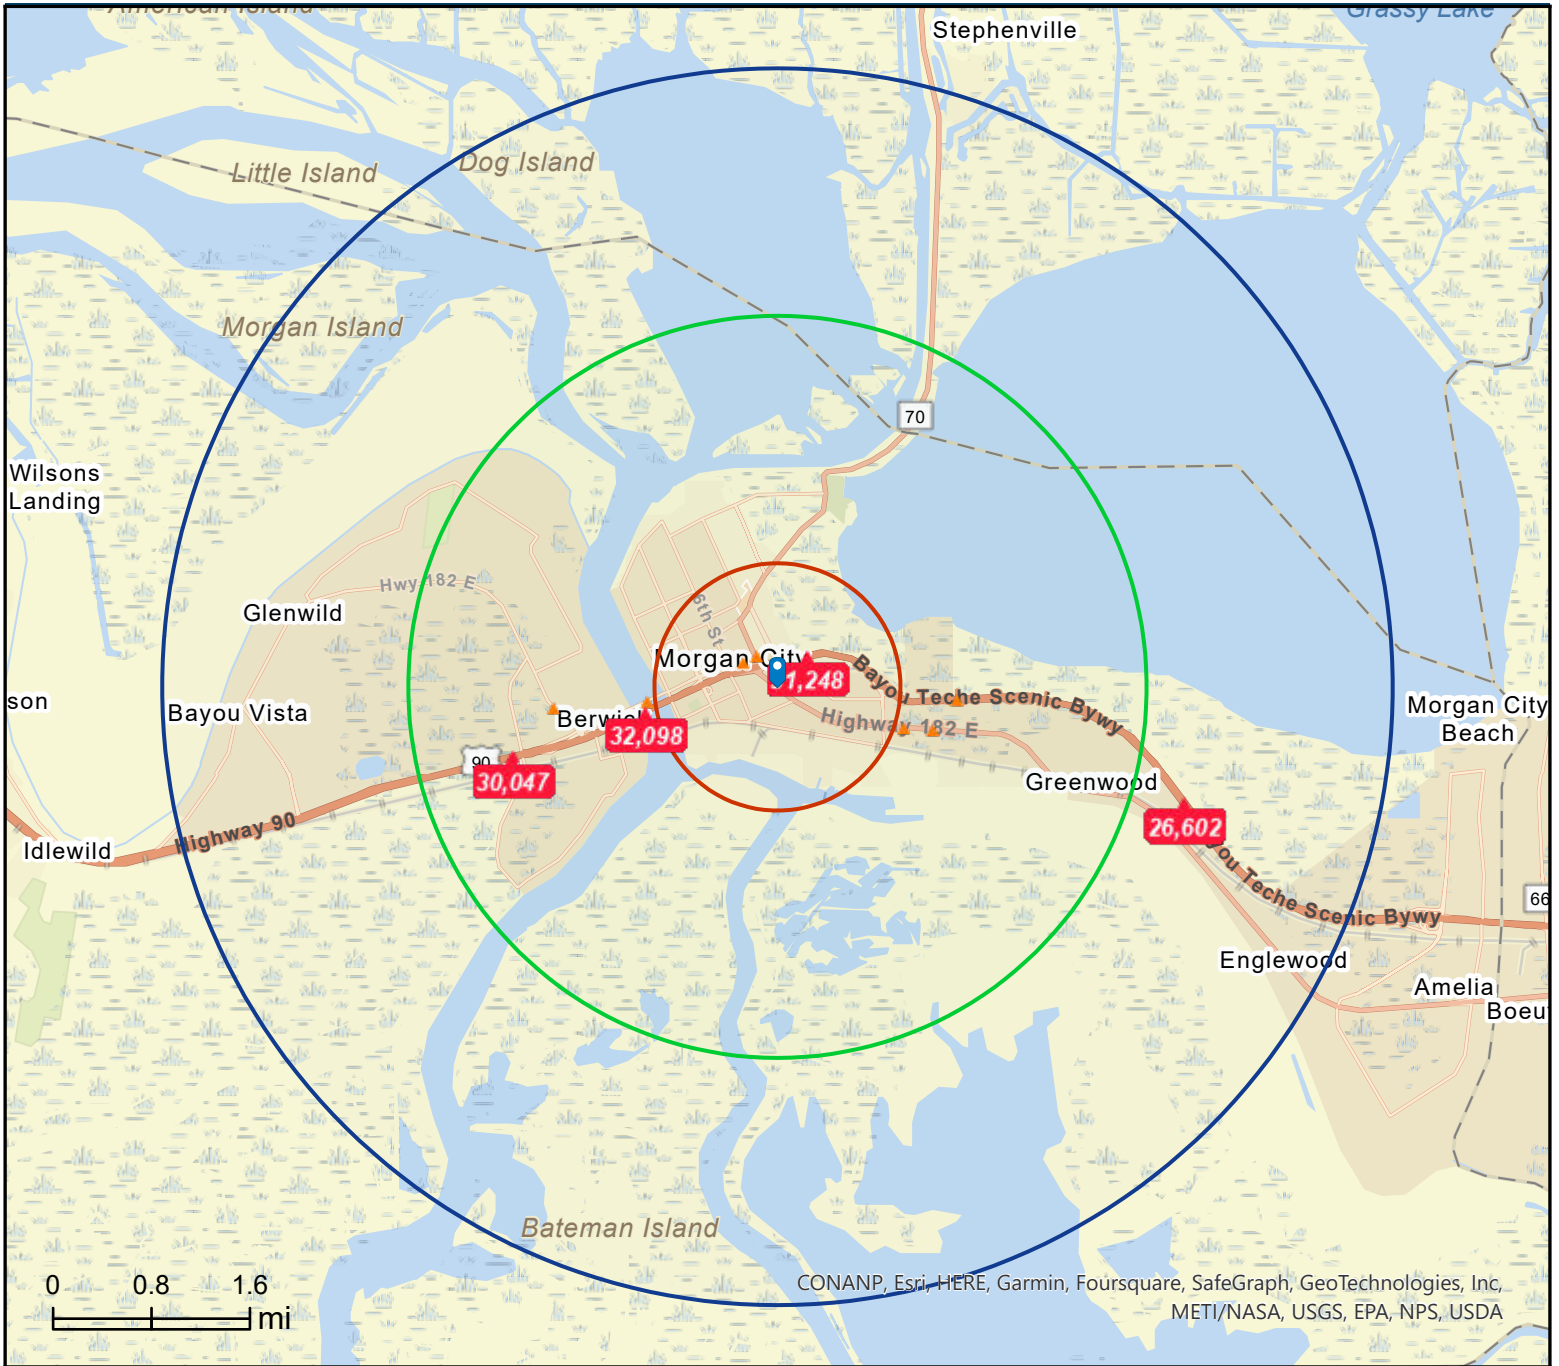 American Island
Grassy Lake
Stephenville
Dog Island
Little Island
Morgan Island
70
Wilsons
Landing
Hwy 182 E
Glenwild
6th St
Morgan City
1,248
Bayou Teche Scenic Bywy
son
Bayou Vista
Berwick
Highway 182 E
Morgan City
Beach
32,098
90
30,047
Greenwood
26,602
Highway 90
Idlewild
you Teche Scenic Bywy
66
Englewood
Amelia
Boeuf
Bateman Island
0 0.8 1.6
mi
CONANP, Esri, HERE, Garmin, Foursquare, SafeGraph, GeoTechnologies, Inc,
METI/NASA, USGS, EPA, NPS, USDA